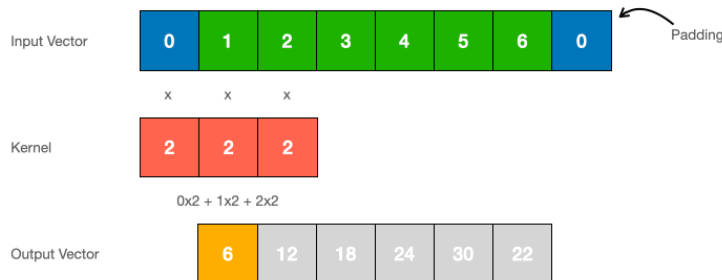 Padding
Input Vector 0 1 2 3 4 5 6 0
x x x
Kernel 2 2 2
0x2 + 1x2 + 2x2
Output Vector 6 12 18 24 30 22